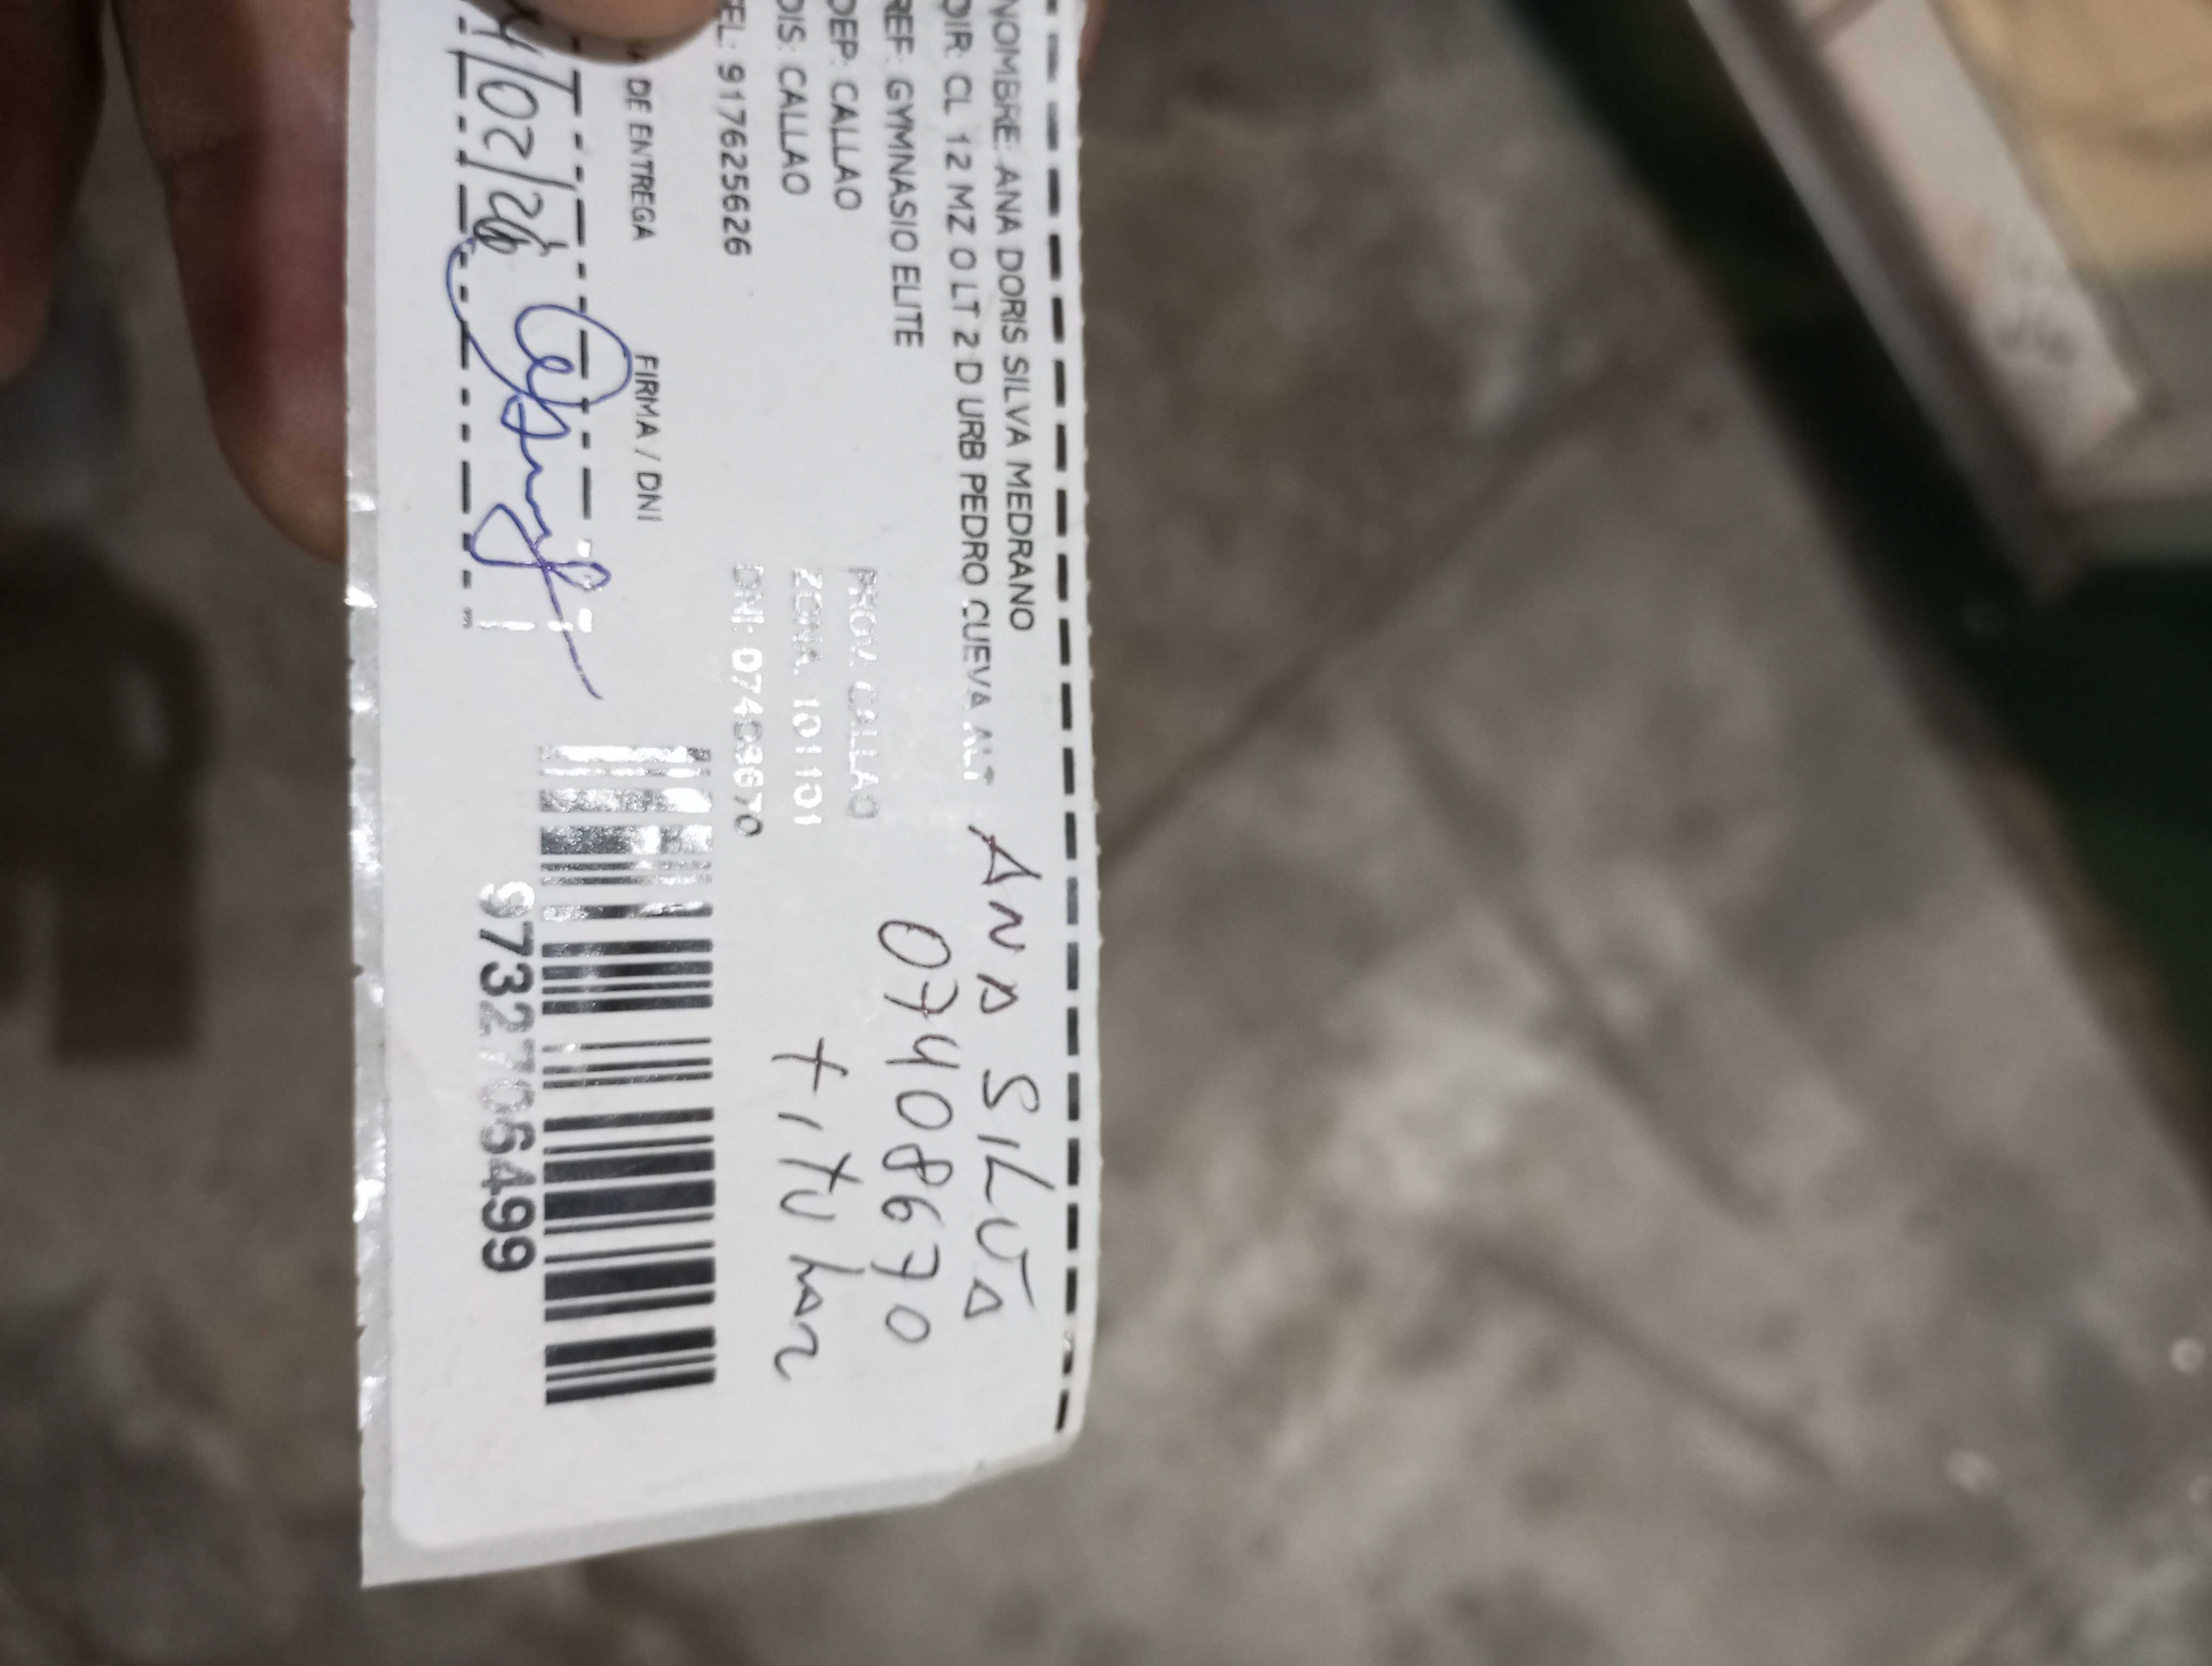 NOMBRE: ANA DORIS SILVA MEDRANO
DIR: CL 12 MZ O LT 2 D URB PEDRO CUEVA ALT
ANA SILVA
REF: GYMNASIO ELITE
07408670
DEP: CALLAO PROV: CALLAO
DIS: CALLAO ZONA: 101101
titular
TEL: 917625626 DNI: 07408670
DE ENTREGA FIRMA / DNI
/02/26
9732706499